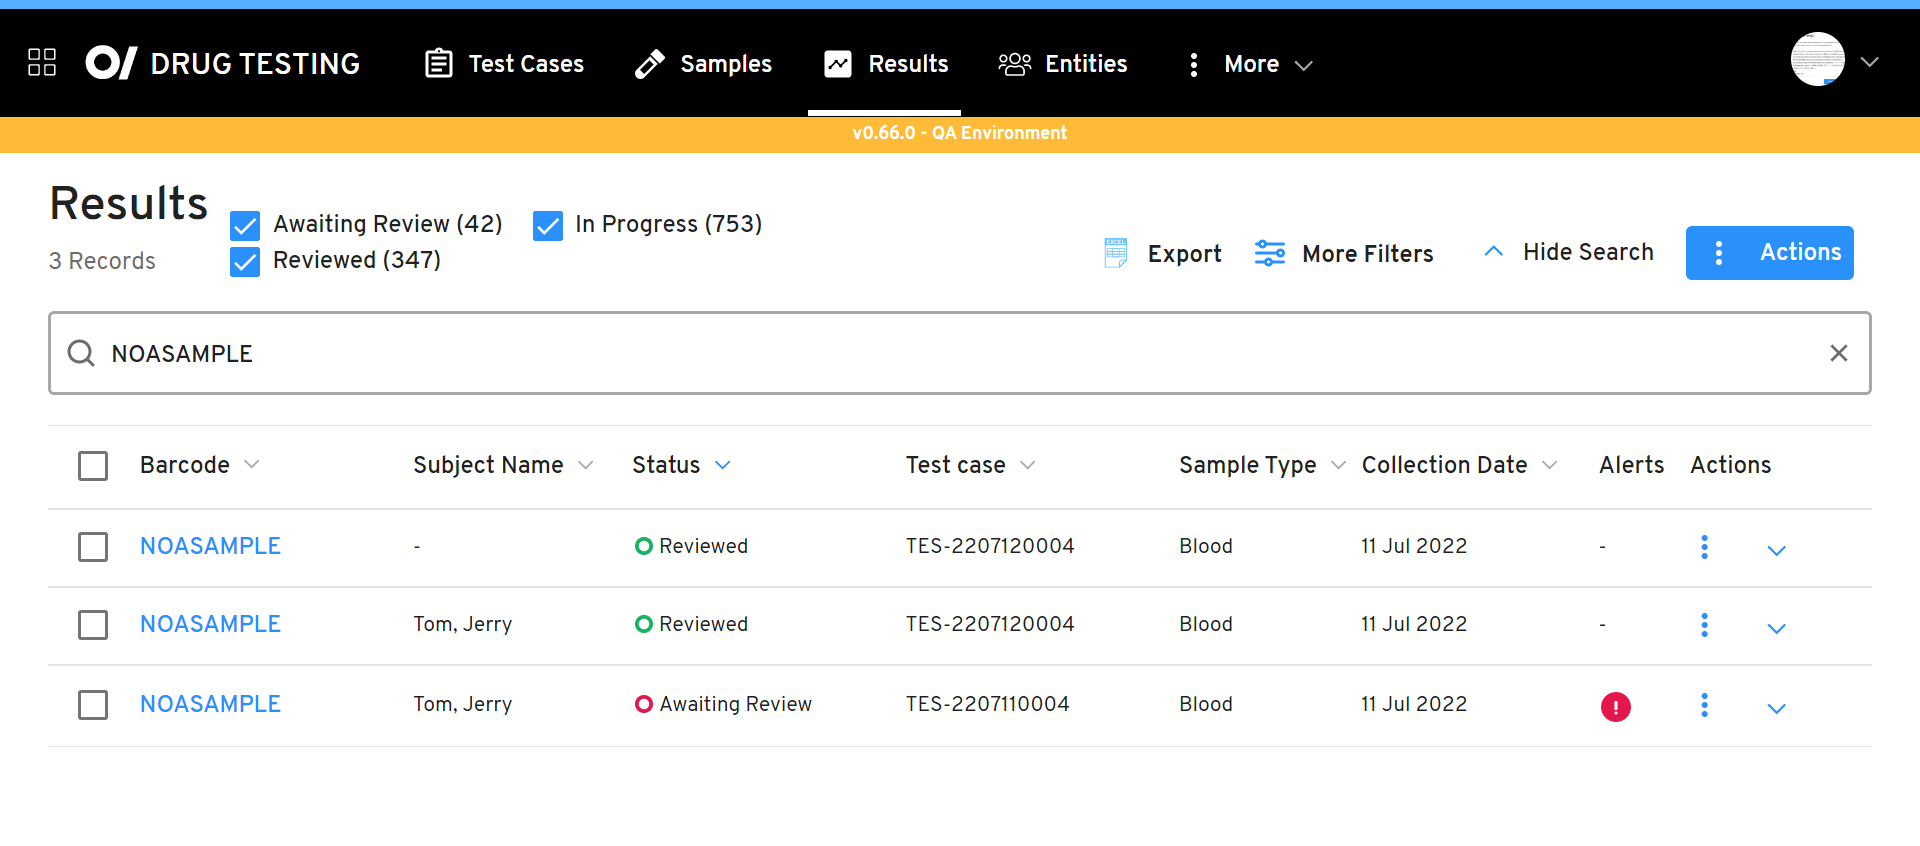 DRUG TESTING Test Cases Samples Results Entities More
v0.66.0 - QA Environment
Results
Awaiting Review (42) In Progress (753)
3 Records Reviewed (347)
Export More Filters Hide Search Actions
NOASAMPLE
Barcode Subject Name Status Test case Sample Type Collection Date Alerts Actions
NOASAMPLE - Reviewed TES-2207120004 Blood 11 Jul 2022 -
NOASAMPLE Tom, Jerry Reviewed TES-2207120004 Blood 11 Jul 2022 -
NOASAMPLE Tom, Jerry Awaiting Review TES-2207110004 Blood 11 Jul 2022 !